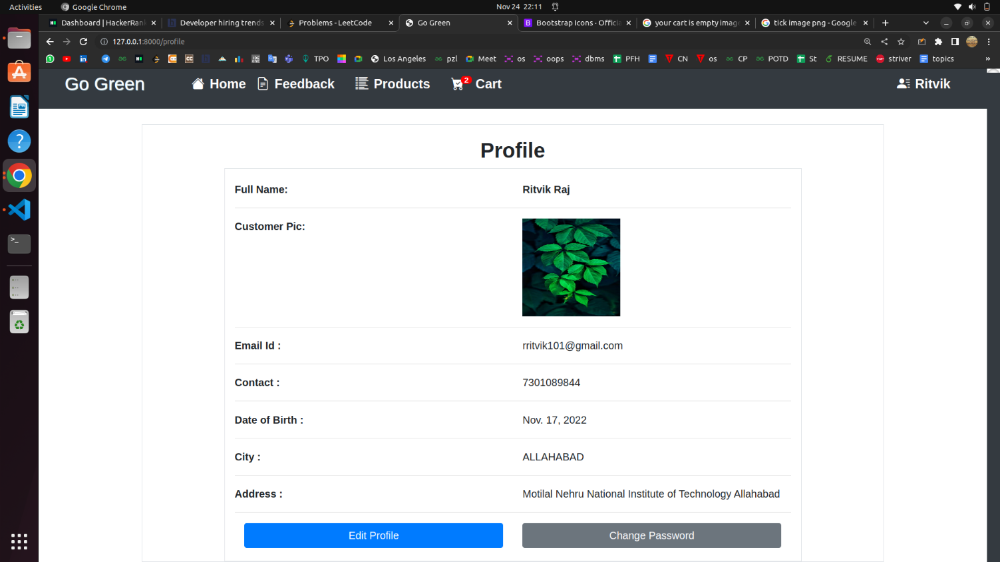 Activities Google Chrome Nov 24 22:11
Dashboard | HackerRank Developer hiring trends Problems - LeetCode Go Green Bootstrap Icons · Officia your cart is empty image tick image png - Google
127.0.0.1:8000/profile
TPO Los Angeles pzl Meet os oops dbms PFH CN os CP POTD St RESUME striver topics »
Go Green Home Feedback Products 2 Cart Ritvik
Profile
Full Name: Ritvik Raj
Customer Pic:
Email Id : rritvik101@gmail.com
Contact : 7301089844
Date of Birth : Nov. 17, 2022
City : ALLAHABAD
Address : Motilal Nehru National Institute of Technology Allahabad
Edit Profile Change Password